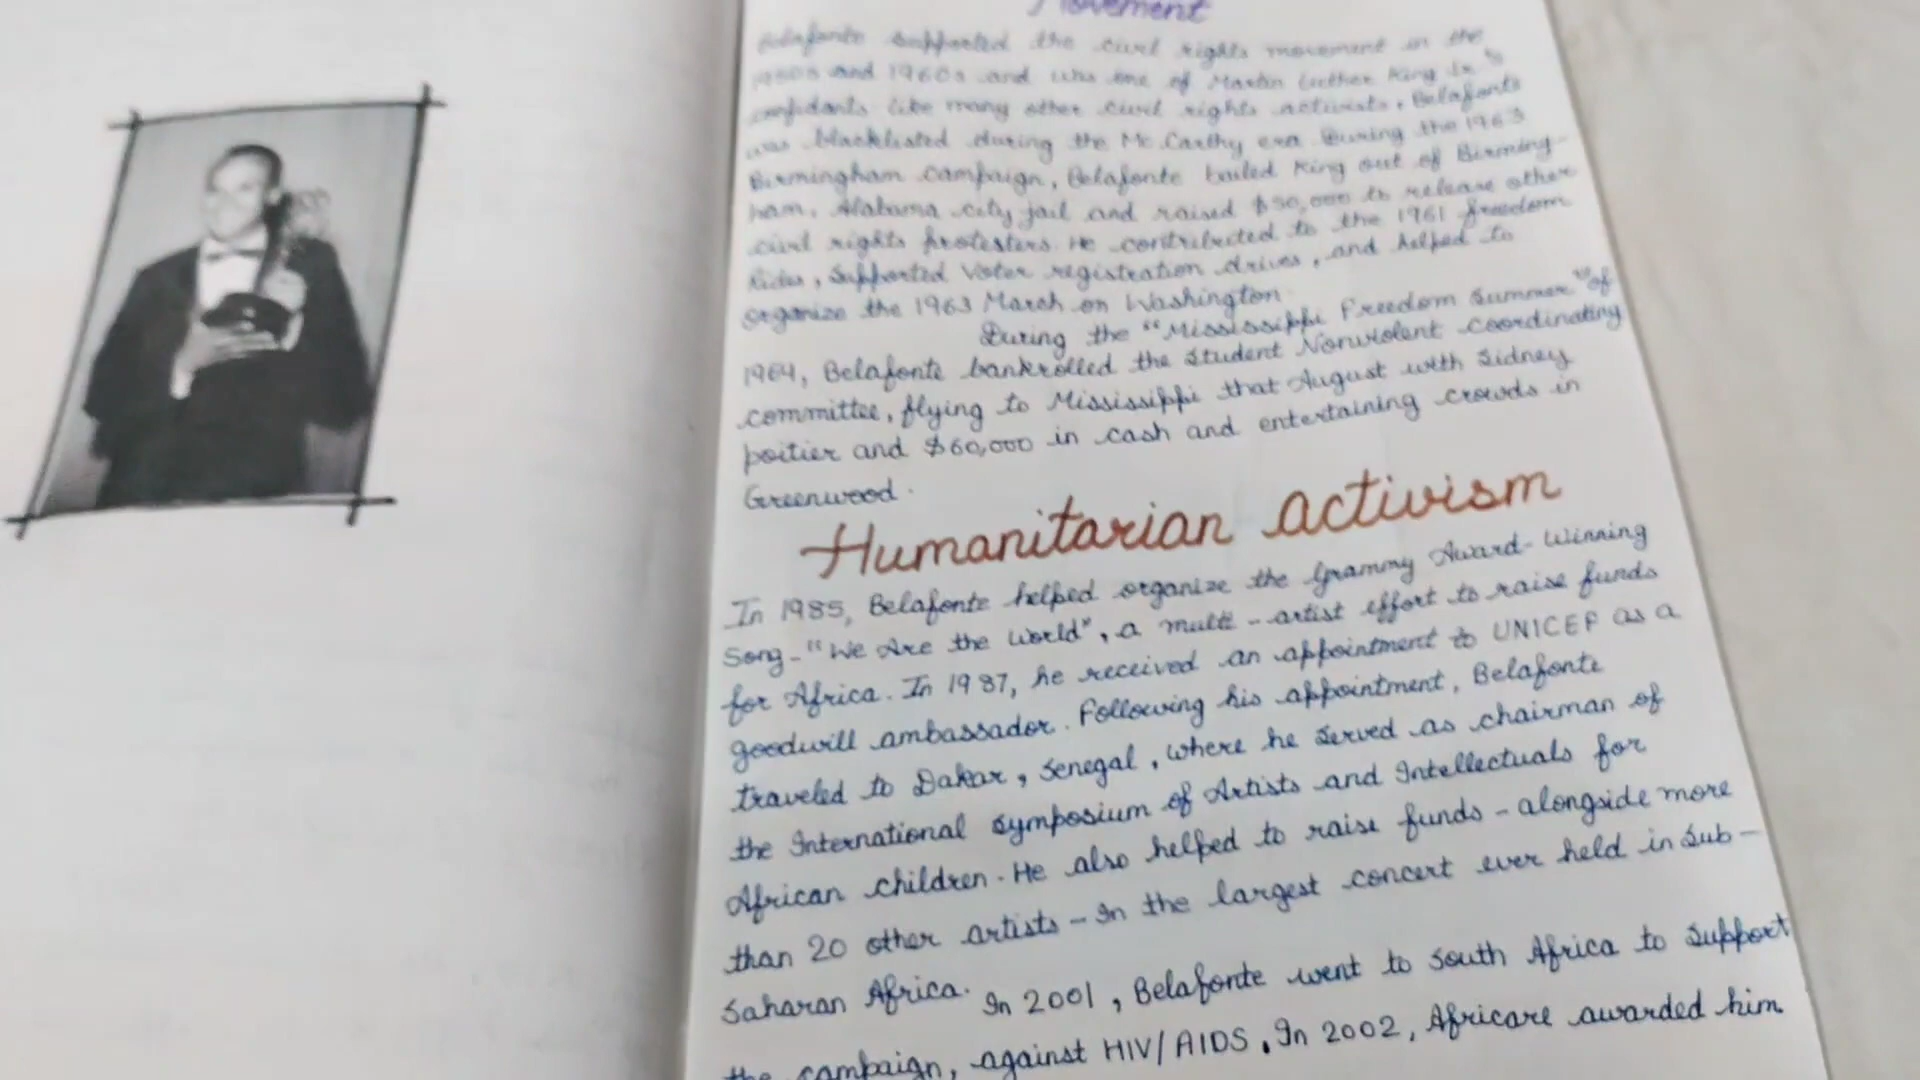 Movement
Belafonte supported the civil rights movement in the
1950s and 1960s and was one of Martin Luther King Jr's
confidants like many other civil rights activists, Belafonte
was blacklisted during the Mc Carthy era During the 1963
Birmingham campaign, Belafonte bailed King out of Birming-
ham, Alabama city jail and raised $50,000 to release other
civil rights protesters. He contributed to the 1961 freedom
Rides, Supported Voter registration drives, and helped to
organize the 1963 March on Washington.
During the "Mississippi Freedom Summer" of
1964, Belafonte bankrolled the Student Nonviolent Coordinating
committee, flying to Mississippi that August with Sidney
poitier and $60,000 in cash and entertaining crowds in
Greenwood.
Humanitarian activism
In 1985, Belafonte helped organize the Grammy Award-Winning
Song-"We Are the World", a multi-artist effort to raise funds
for Africa. In 1987, he received an appointment to UNICEF as a
goodwill ambassador. Following his appointment, Belafonte
traveled to Dakar, Senegal, where he served as chairman of
the International symposium of Artists and Intellectuals for
African children. He also helped to raise funds - alongside more
than 20 other artists - In the largest concert ever held in Sub-
saharan Africa. In 2001, Belafonte went to South Africa to support
the campaign, against HIV/AIDS. In 2002, Africare awarded him